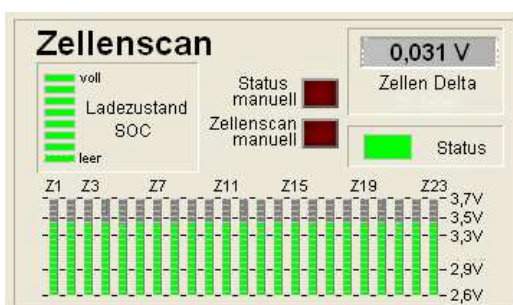 Zellenscan
0,031 V
Zellen Delta
voll
Ladezustand
SOC
leer
Status
manuell
Zellenscan
manuell
Status
Z1 Z3 Z7 Z11 Z15 Z19 Z23
3,7V
3,5V
3,3V
2,9V
2,6V